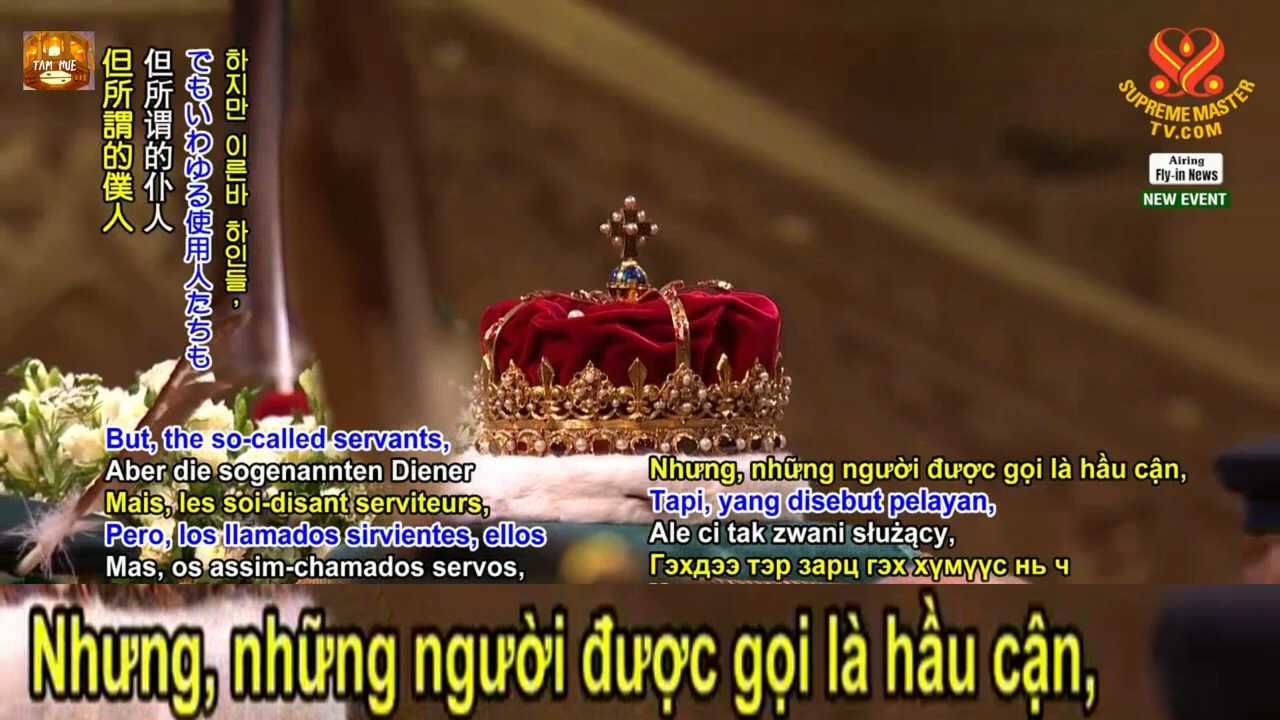 TAM HUE
但所謂的僕人
但所谓的仆人
でもいわゆる使用人たちも
하지만 이른바 하인들,
SUPREME MASTER
TV.COM
Airing
Fly-in News
NEW EVENT
But, the so-called servants,
Aber die sogenannten Diener
Mais, les soi-disant serviteurs,
Pero, los llamados sirvientes, ellos
Mas, os assim-chamados servos,
Nhưng, những người được gọi là hầu cận,
Tapi, yang disebut pelayan,
Ale ci tak zwani służący,
Гэхдээ тэр зарц гэх хүмүүс нь ч
Nhưng, những người được gọi là hầu cận,